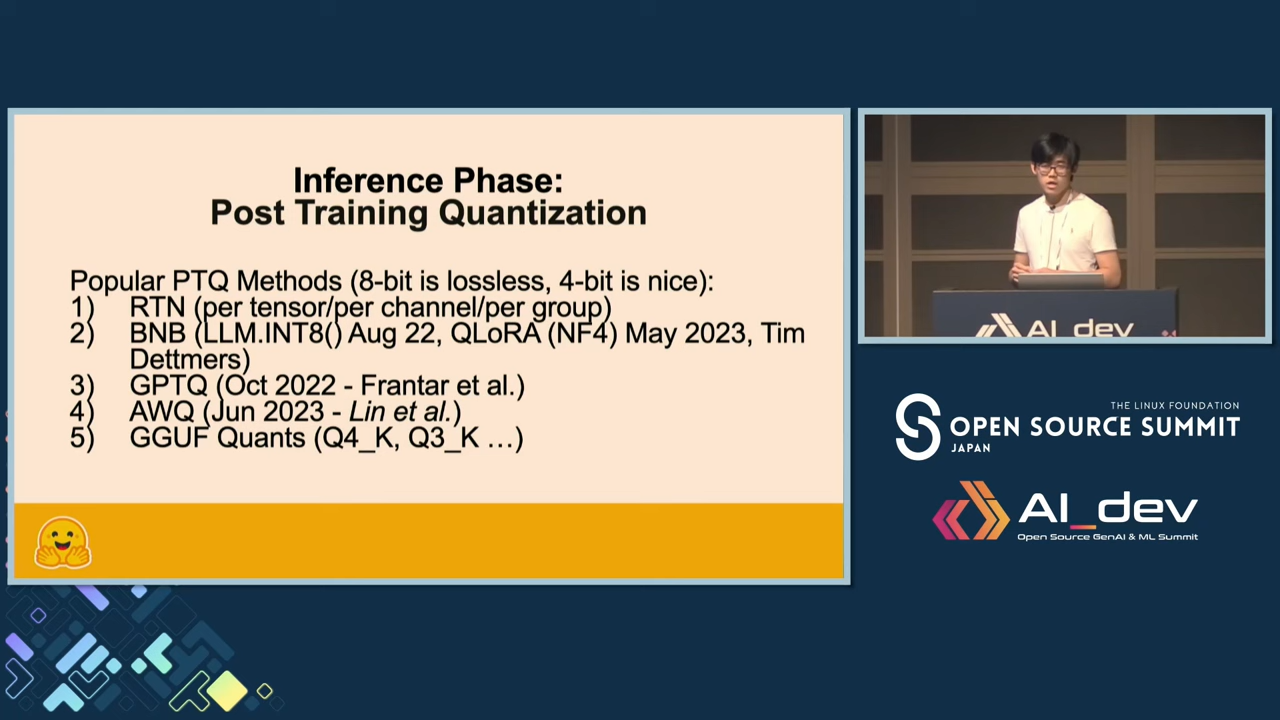 Inference Phase:
Post Training Quantization
Popular PTQ Methods (8-bit is lossless, 4-bit is nice):
1) RTN (per tensor/per channel/per group)
2) BNB (LLM.INT8() Aug 22, QLoRA (NF4) May 2023, Tim
Dettmers)
3) GPTQ (Oct 2022 - Frantar et al.)
4) AWQ (Jun 2023 - Lin et al.)
5) GGUF Quants (Q4_K, Q3_K ...)
AI_dev
THE LINUX FOUNDATION
OPEN SOURCE SUMMIT
JAPAN
AI_dev
Open Source GenAI & ML Summit